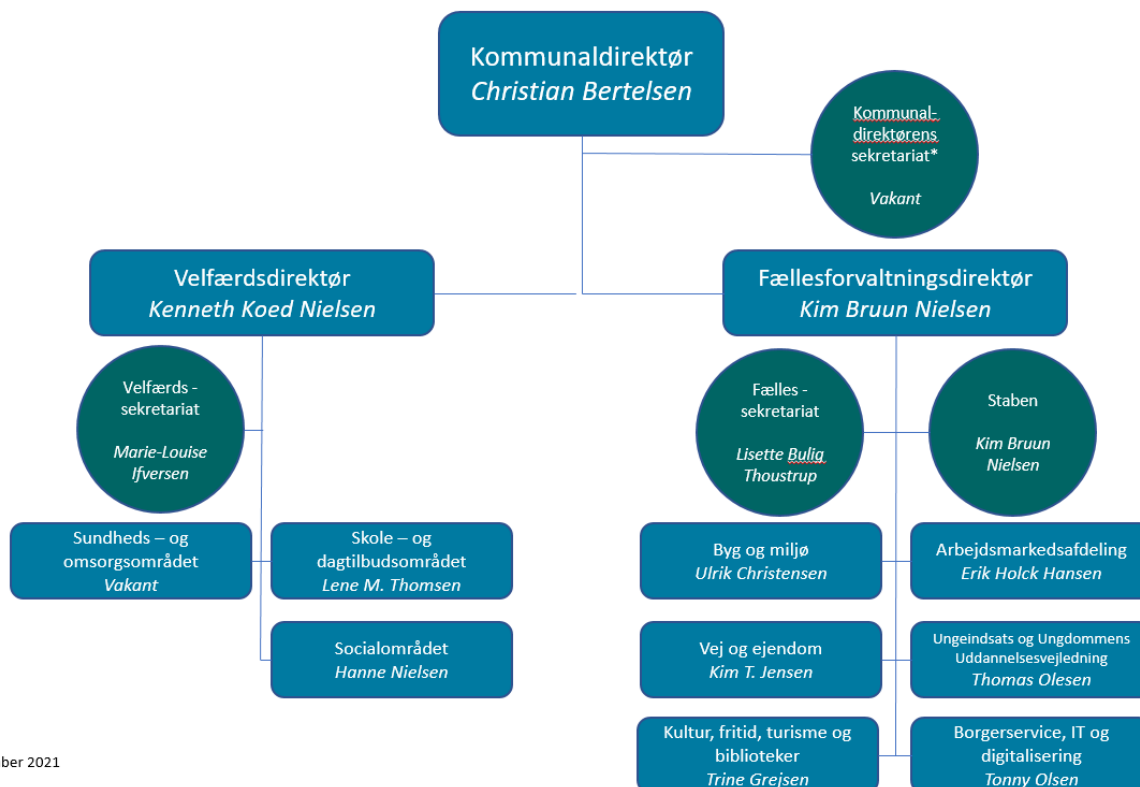 Kommunaldirektør
Christian Bertelsen
Kommunal-
direktørens
sekretariat*
Vakant
Velfærdsdirektør
Kenneth Koed Nielsen
Fællesforvaltningsdirektør
Kim Bruun Nielsen
Velfærds -
sekretariat
Marie-Louise
Ifversen
Fælles -
sekretariat
Lisette Bulig
Thoustrup
Staben
Kim Bruun
Nielsen
Sundheds – og
omsorgsområdet
Vakant
Skole – og
dagtilbudsområdet
Lene M. Thomsen
Byg og miljø
Ulrik Christensen
Arbejdsmarkedsafdeling
Erik Holck Hansen
Socialområdet
Hanne Nielsen
Vej og ejendom
Kim T. Jensen
Ungeindsats og Ungdommens
Uddannelsesvejledning
Thomas Olesen
Kultur, fritid, turisme og
biblioteker
Trine Grejsen
Borgerservice, IT og
digitalisering
Tonny Olsen
ber 2021